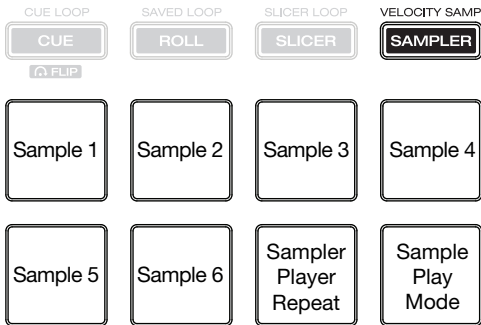 CUE LOOP SAVED LOOP SLICER LOOP VELOCITY SAMP
CUE ROLL SLICER SAMPLER
FLIP
Sample 1 Sample 2 Sample 3 Sample 4
Sample 5 Sample 6
Sampler
Player
Repeat
Sample
Play
Mode